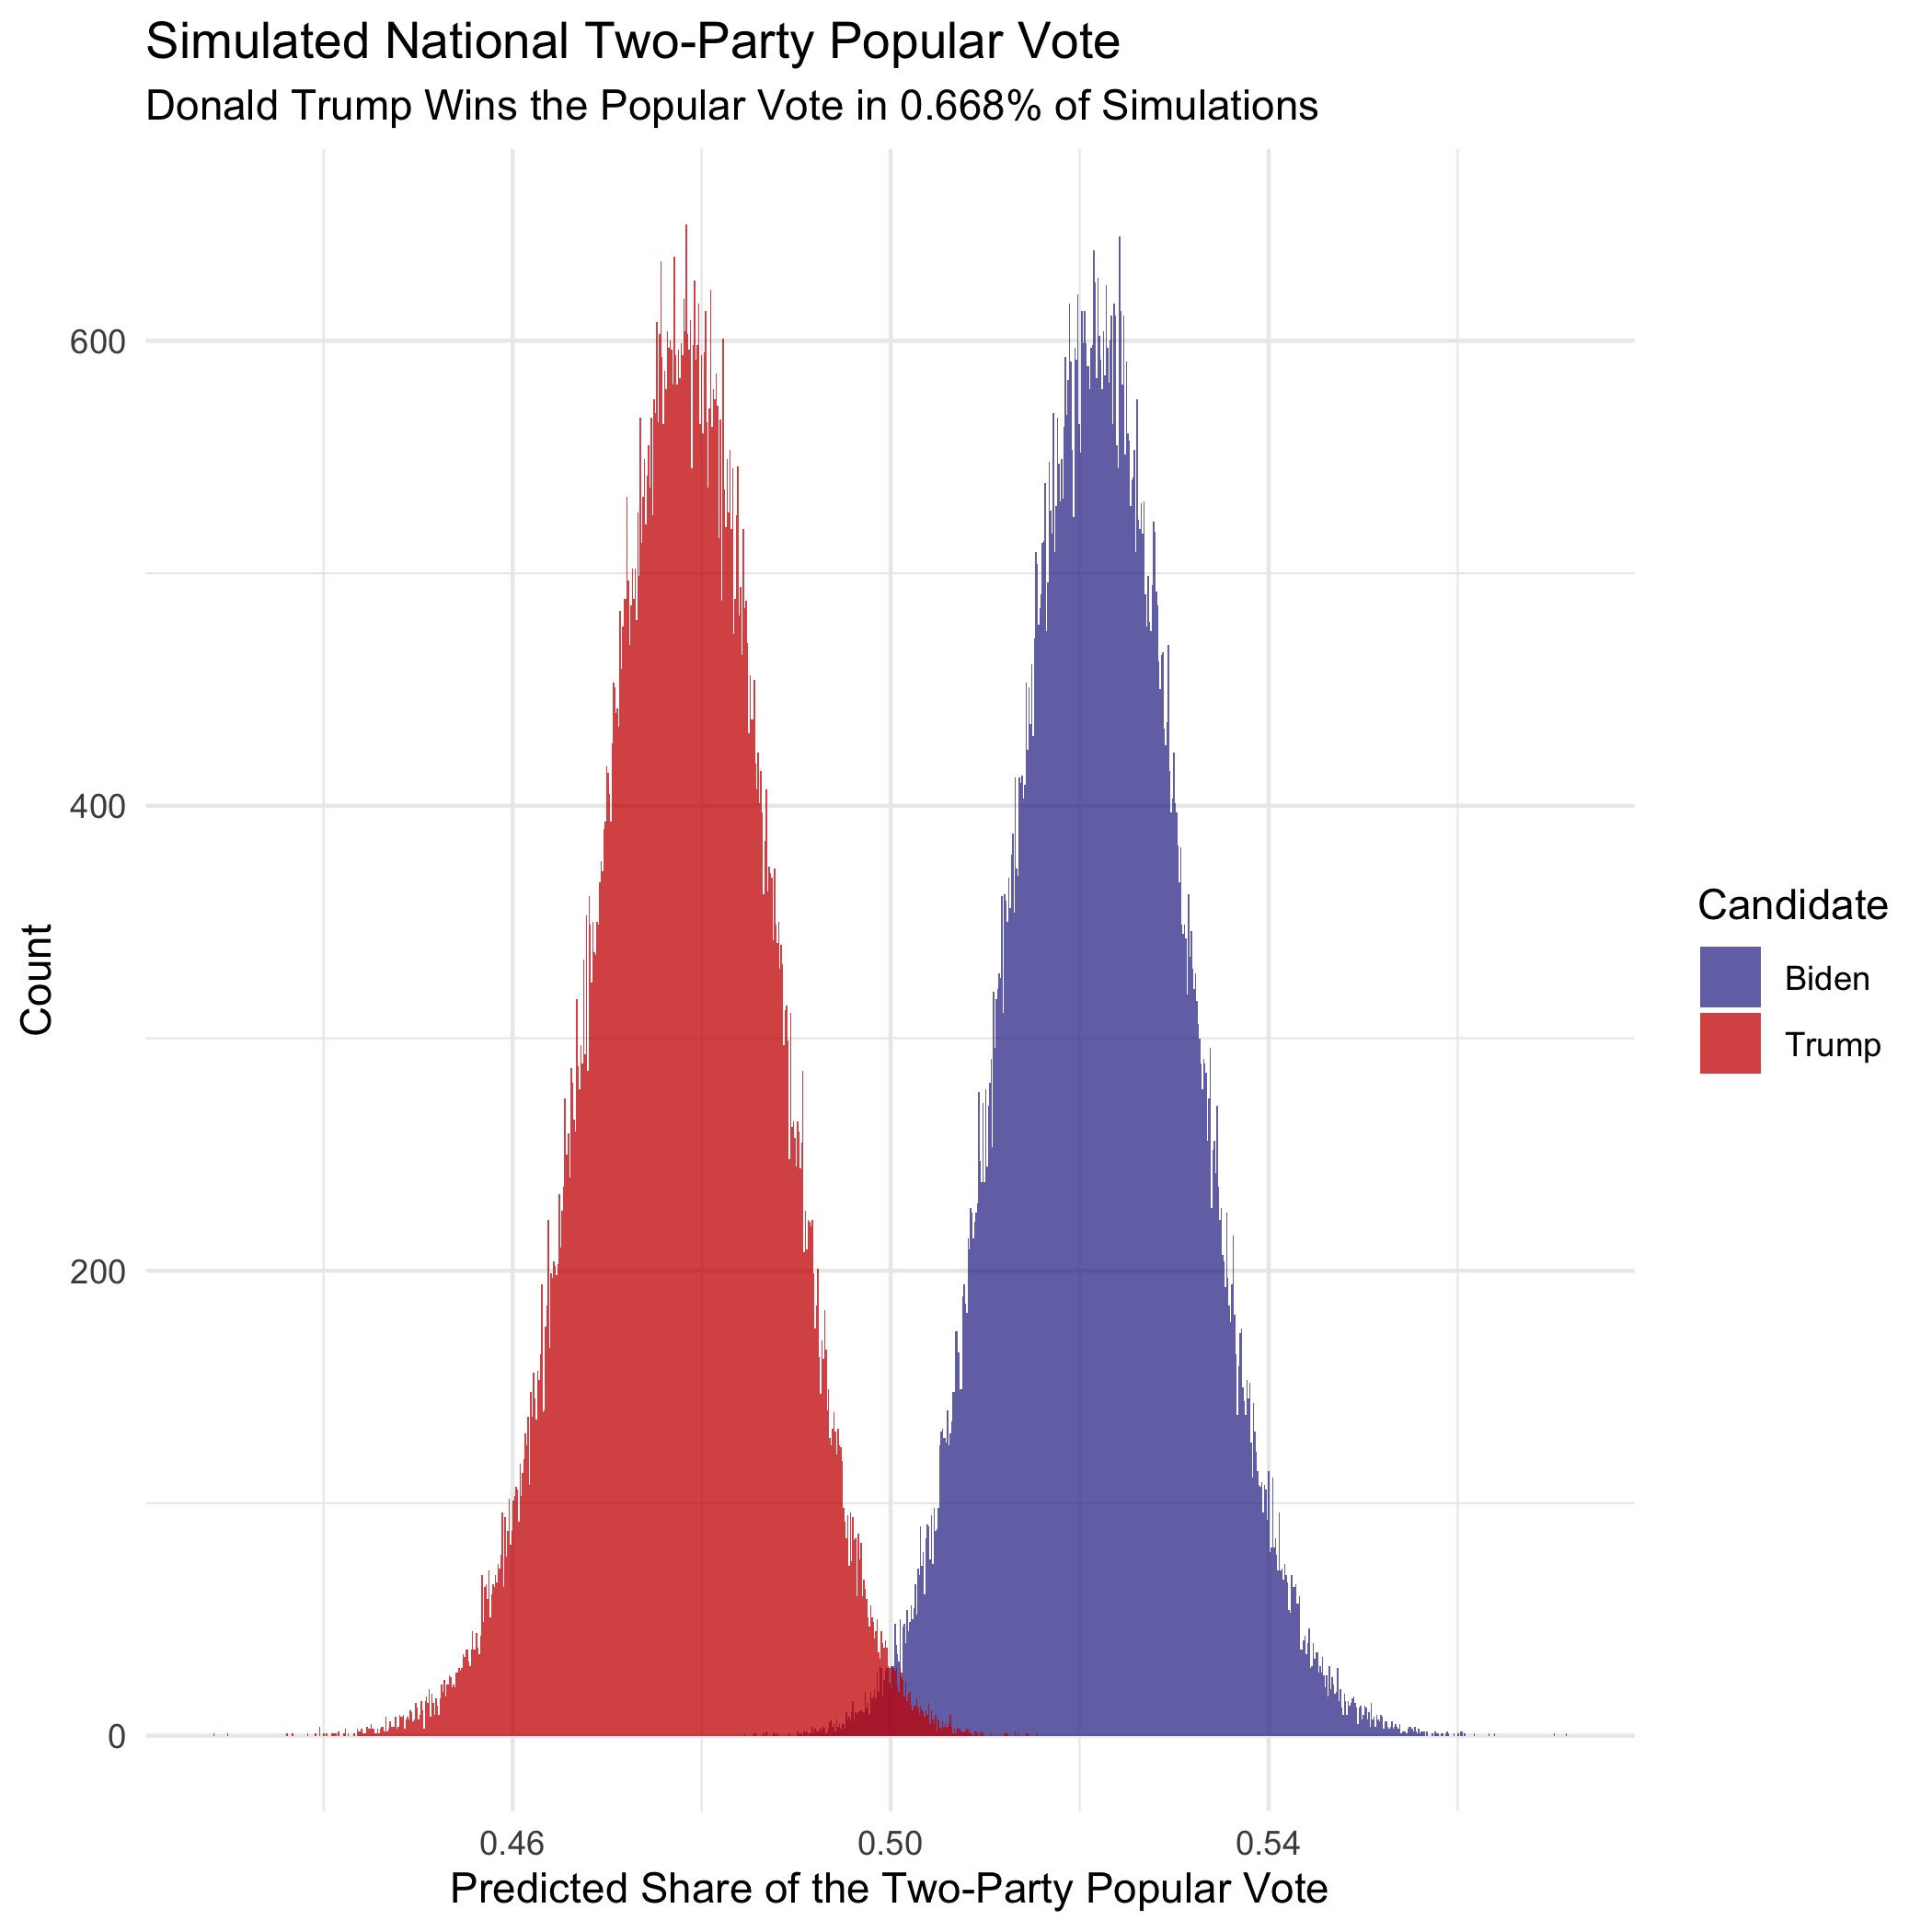 Simulated National Two-Party Popular Vote
Donald Trump Wins the Popular Vote in 0.668% of Simulations
600
400
200
0
Count
0.46
0.50
0.54
Predicted Share of the Two-Party Popular Vote
Candidate
Biden
Trump